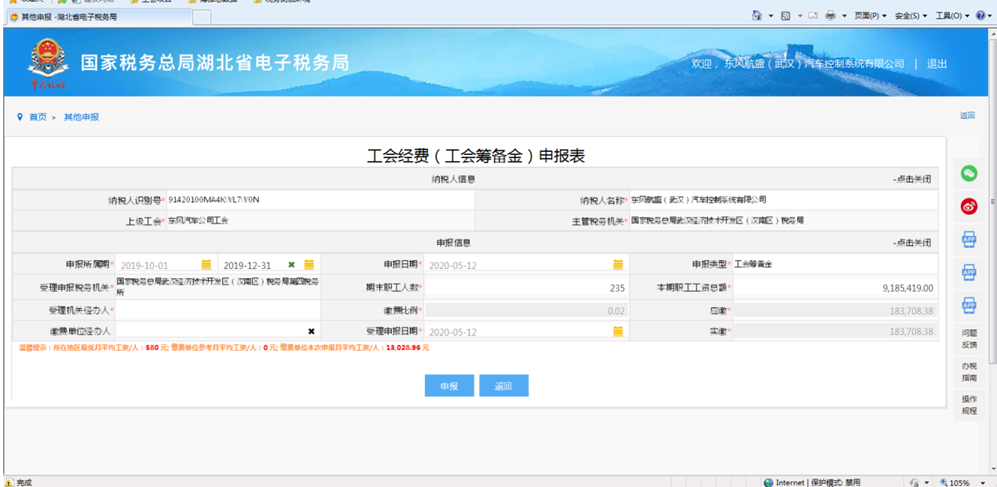 其他申报 -湖北省电子税务局
页面(P) 安全(S) 工具(O)
国家税务总局湖北省电子税务局
欢迎，东风航盛（武汉）汽车控制系统有限公司 | 退出
首页 > 其他申报
返回
工会经费（工会筹备金）申报表
纳税人信息 -点击关闭
纳税人识别号* 纳税人名称* 东风航盛（武汉）汽车控制系统有限公司
上级工会* 东风汽车公司工会 主管税务机关* 国家税务总局武汉经济技术开发区（汉南区）税务局
申报信息 -点击关闭
申报所属期* 2019-10-01 2019-12-31 申报日期* 2020-05-12 申报类型* 工会筹备金
受理申报税务机关* 国家税务总局武汉经济技术开发区（汉南区）税务局第四税务所 期末职工人数* 235 本期职工工资总额* 9,185,419.00
受理机关经办人* 缴费比例* 0.02 应缴* 183,708.38
缴费单位经办人 受理申报日期* 2020-05-12 实缴* 183,708.38
温馨提示：所在地区最低月平均工资/人：580 元; 缴费单位参考月平均工资/人：0 元; 缴费单位本次申报月平均工资/人：13,028.96 元
申报 返回
APP
APP
APP
问题
反馈
办税
指南
操作
规程
完成 Internet | 保护模式: 禁用 105%